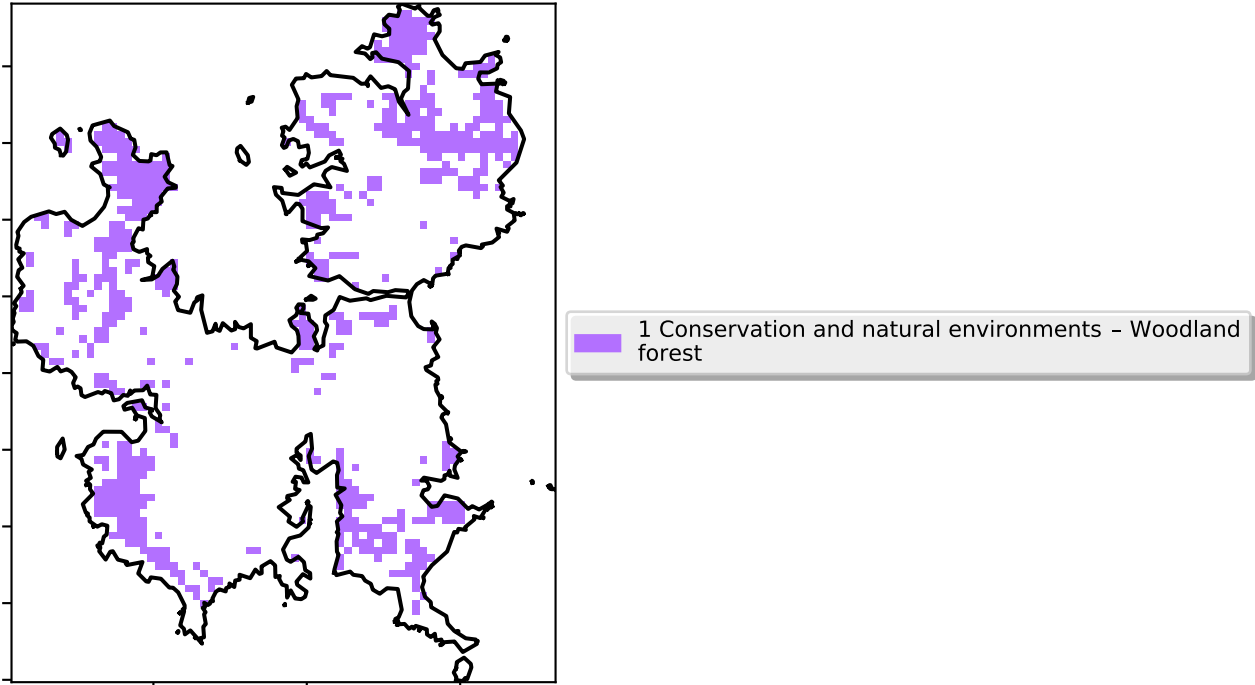 1 Conservation and natural environments – Woodland
forest